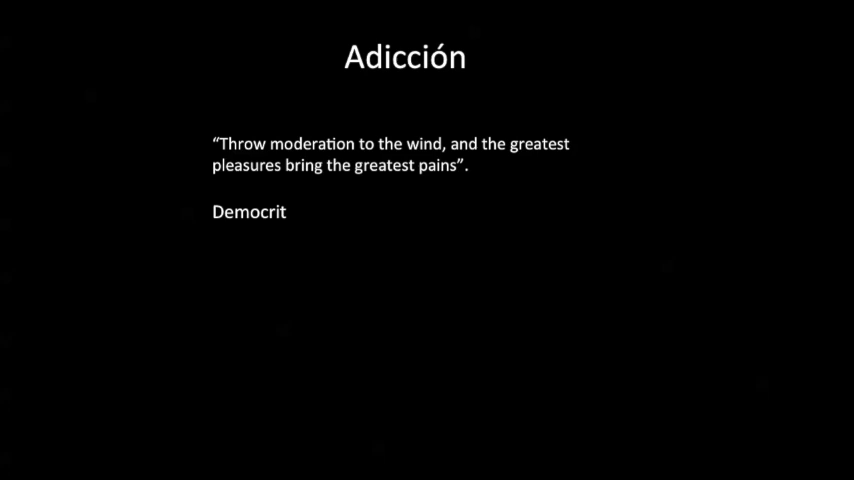 Adicción
“Throw moderation to the wind, and the greatest
pleasures bring the greatest pains”.
Democrit